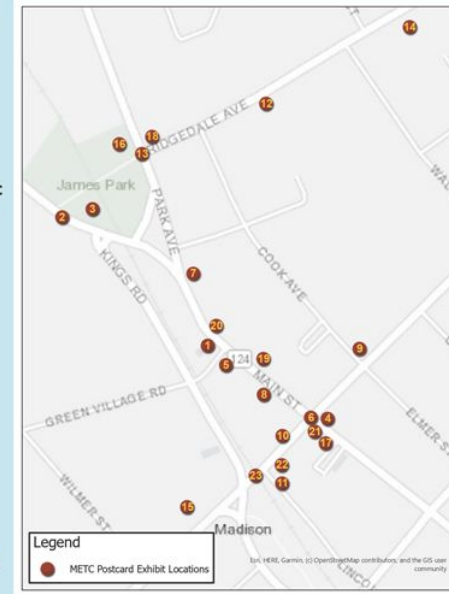 14
12
RIDGEDALE AVE
18
16
13
James Park
3
2
PARK AVE
KINGS RD
7
COOK AVE
20
1
124
9
19
5
MAIN ST
8
GREEN VILLAGE RD
6
4
ELMER ST
21
10
17
22
23
11
WILMER ST
15
Madison
Legend
METC Postcard Exhibit Locations
Esri, HERE, Garmin, (c) OpenStreetMap contributors, and the GIS user
community